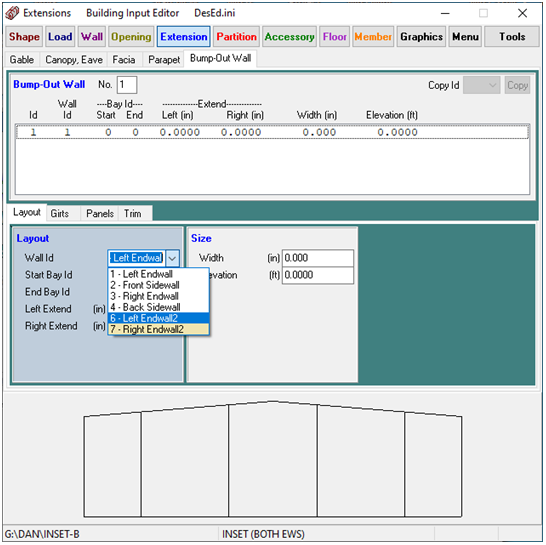 Extensions Building Input Editor DesEd.ini
Shape Load Wall Opening Extension Partition Accessory Floor Member Graphics Menu Tools
Gable Canopy, Eave Facia Parapet Bump-Out Wall
Bump-Out Wall No. 1 Copy Id Copy
Wall ----Bay Id---- -------------Extend-------------
Id Id Start End Left (in) Right (in) Width (in) Elevation (ft)
1 1 0 0 0.0000 0.0000 0.000 0.0000
Layout Girts Panels Trim
Layout Size
Wall Id Left Endwal Width (in) 0.000
Start Bay Id 1 - Left Endwall evation (ft) 0.0000
2 - Front Sidewall
End Bay Id 3 - Right Endwall
Left Extend (in) 4 - Back Sidewall
6 - Left Endwall2
Right Extend (in) 7 - Right Endwall2
G:\DAN\INSET-B INSET (BOTH EWS)